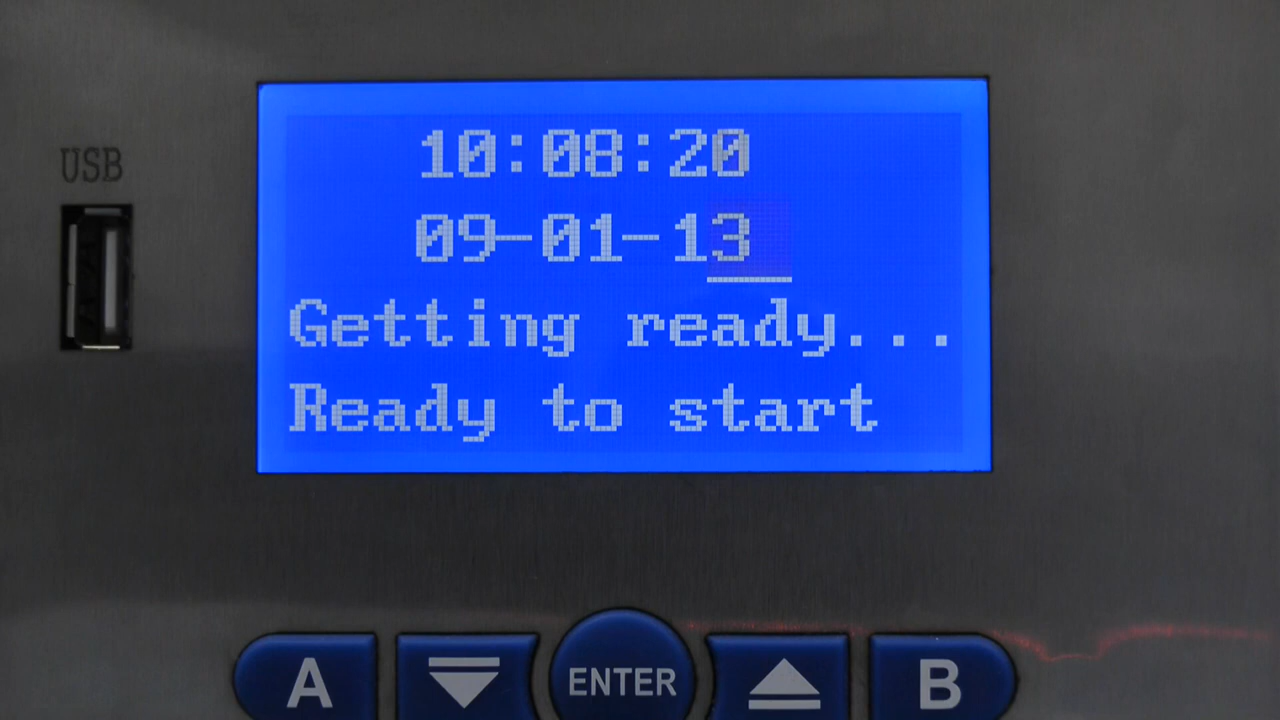 USB
10:08:20
09-01-13
Getting ready...
Ready to start
A ENTER B